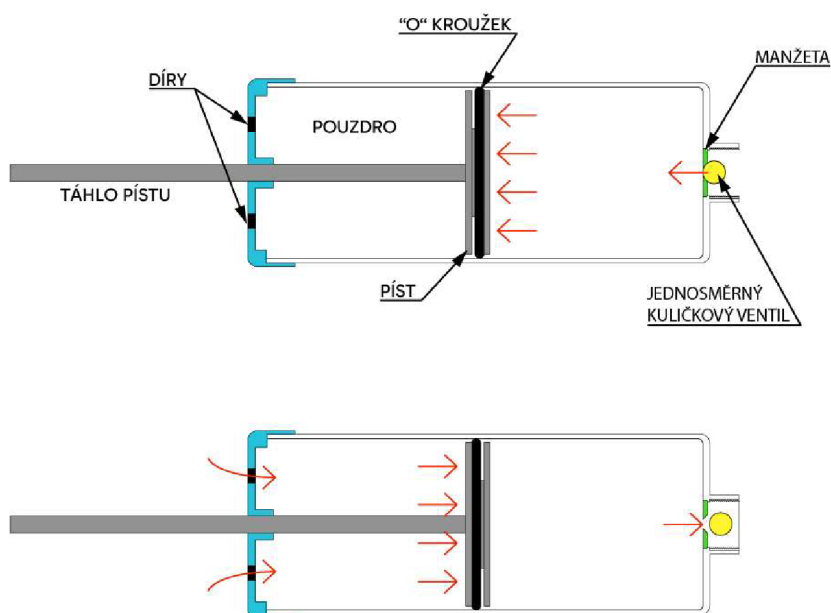 "O" KROUŽEK
MANŽETA
DÍRY
POUZDRO
TÁHLO PÍSTU
PÍST
JEDNOSMĚRNÝ
KULIČKOVÝ VENTIL